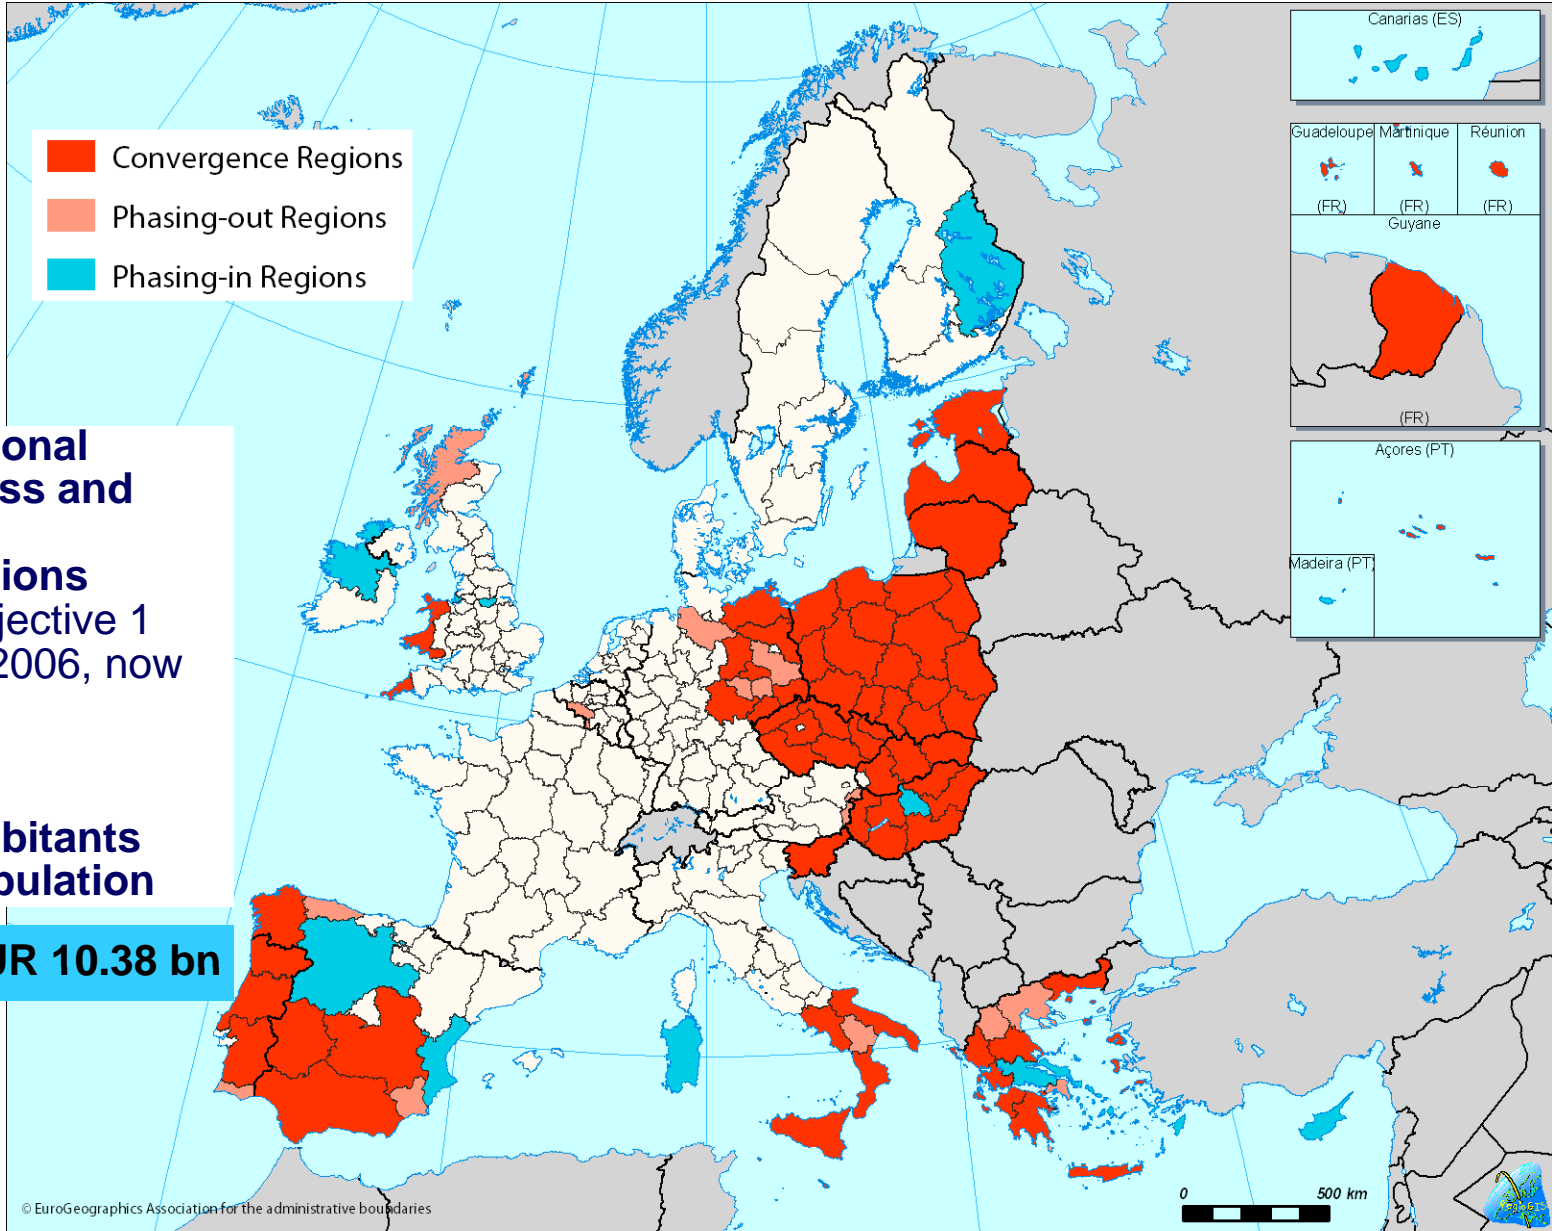 Convergence Regions
Phasing-out Regions
Phasing-in Regions
onal
ss and
ions
jective 1
2006, now
bitants
pulation
UR 10.38 bn
Canarias (ES)
Guadeloupe
Martinique
Réunion
(FR)
(FR)
(FR)
Guyane
(FR)
Açores (PT)
Madeira (PT)
0 500 km
RegioGIS
© EuroGeographics Association for the administrative boundaries